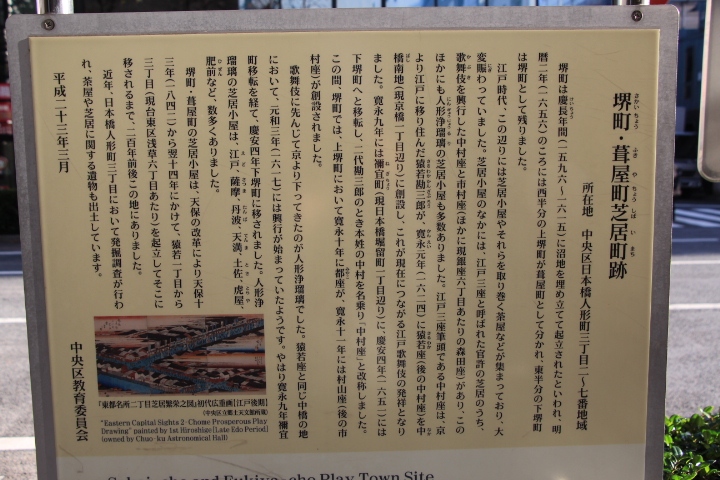 堺町・葺屋町芝居町跡
所在地　中央区日本橋人形町三丁目二〜七番地域
堺町は慶長年間（一五九六〜一六一五）に沼地を埋め立てて起立されたといわれ、明
暦二年（一六五六）のころには西半分の上堺町が葺屋町として分かれ、東半分の下堺町
は堺町として残りました。
江戸時代、この辺りには芝居小屋やそれらを取り巻く茶屋などが集まっており、大
変賑わっていました。芝居小屋のなかには、江戸三座と呼ばれた官許の芝居のうち、
歌舞伎を興行した中村座と市村座（ほかに現銀座六丁目あたりの森田座）があり、この
ほかにも人形浄瑠璃の芝居小屋も多数ありました。江戸三座筆頭である中村座は、京
より江戸に移り住んだ猿若勘三郎が、寛永元年（一六二四）に猿若座（後の中村座）を中
橋南地（現京橋一丁目辺り）に創設し、これが現在につながる江戸歌舞伎の発祥となり
ました。寛永九年には禰宜町（現日本橋堀留町二丁目辺り）に、慶安四年（一六五一）には
下堺町へと移転し、二代勘三郎のとき本姓の中村を名乗り「中村座」と改称しました。
この間、堺町では、上堺町において寛永十年に都座が、寛永十一年には村山座（後の市
村座）が創設されました。
歌舞伎に先んじて京より下ってきたのが人形浄瑠璃でした。猿若座と同じ中橋の地
において、元和三年（一六一七）には興行が始まっていたようです。やはり寛永九年禰宜
町移転を経て、慶安四年下堺町に移されました。人形浄
瑠璃の芝居小屋は、江戸、薩摩、丹波、天満、土佐、虎屋、
肥前など、数多くありました。
堺町・葺屋町の芝居小屋は、天保の改革により天保十
三年（一八四二）から翌十四年にかけて、猿若一丁目から
三丁目（現台東区浅草六丁目あたり）を起立してそこに
移されるまで、二百年前後この地にありました。
近年、日本橋人形町三丁目において発掘調査が行わ
れ、茶屋や芝居に関する遺物も出土しています。
平成二十三年三月
中央区教育委員会
『東都名所二丁目芝居繁栄之図』初代広重画［江戸後期］
（中央区立郷土天文館所蔵）
"Eastern Capital Sights 2-Chome Prosperous Play
Drawing" painted by 1st Hiroshige [Late Edo Period]
(owned by Chuo-ku Astronomical Hall)
Sakai-cho and Fukiya-cho Play Town Site